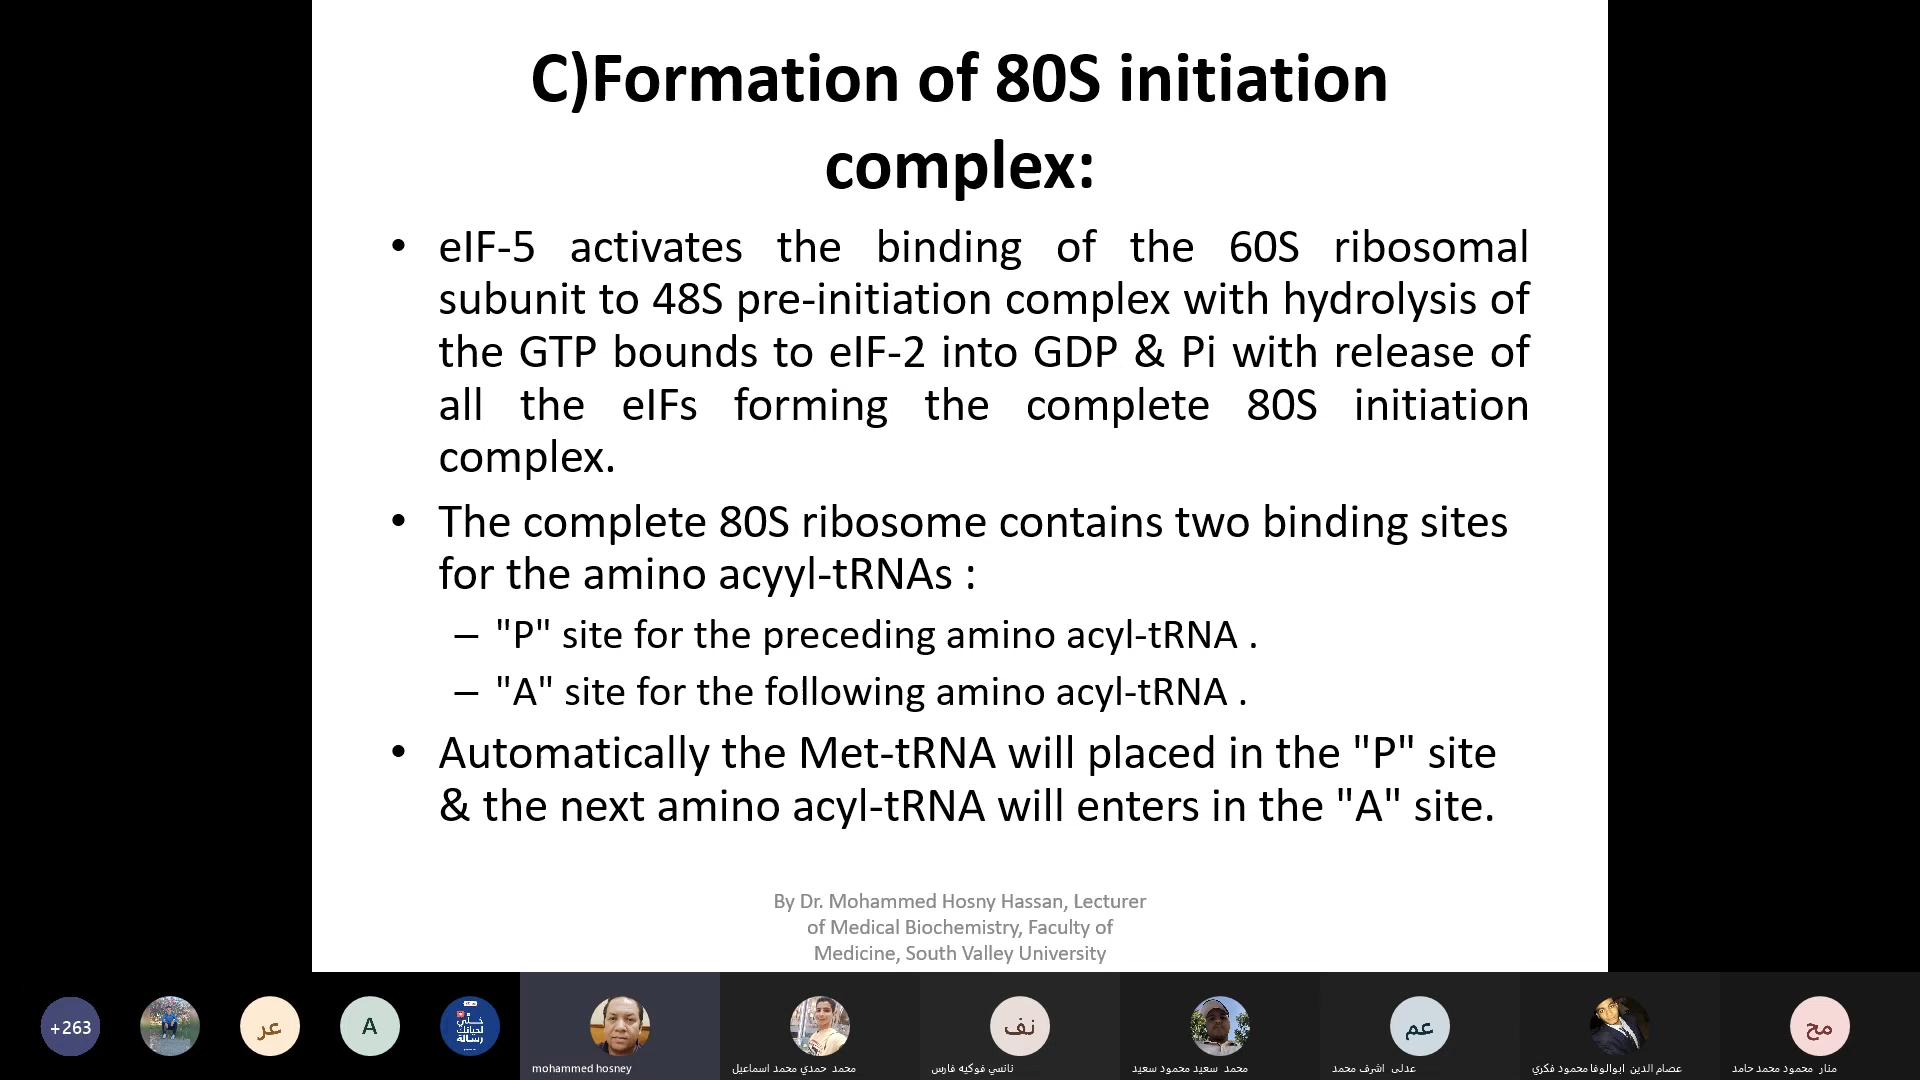 C)Formation of 80S initiation
complex:
• eIF-5 activates the binding of the 60S ribosomal
subunit to 48S pre-initiation complex with hydrolysis of
the GTP bounds to eIF-2 into GDP & Pi with release of
all the eIFs forming the complete 80S initiation
complex.
• The complete 80S ribosome contains two binding sites
for the amino acyyl-tRNAs :
– "P" site for the preceding amino acyl-tRNA .
– "A" site for the following amino acyl-tRNA .
• Automatically the Met-tRNA will placed in the "P" site
& the next amino acyl-tRNA will enters in the "A" site.
By Dr. Mohammed Hosny Hassan, Lecturer
of Medical Biochemistry, Faculty of
Medicine, South Valley University
+263
عر
A
خلي
لحياتك
رسالة
mohammed hosney
محمد حمدي محمد اسماعيل
نف
نانسي فوكيه فارس
محمد سعيد محمود سعيد
عم
عدلى اشرف محمد
عصام الدين ابوالوفا محمود فكري
مح
منار محمود محمد حامد